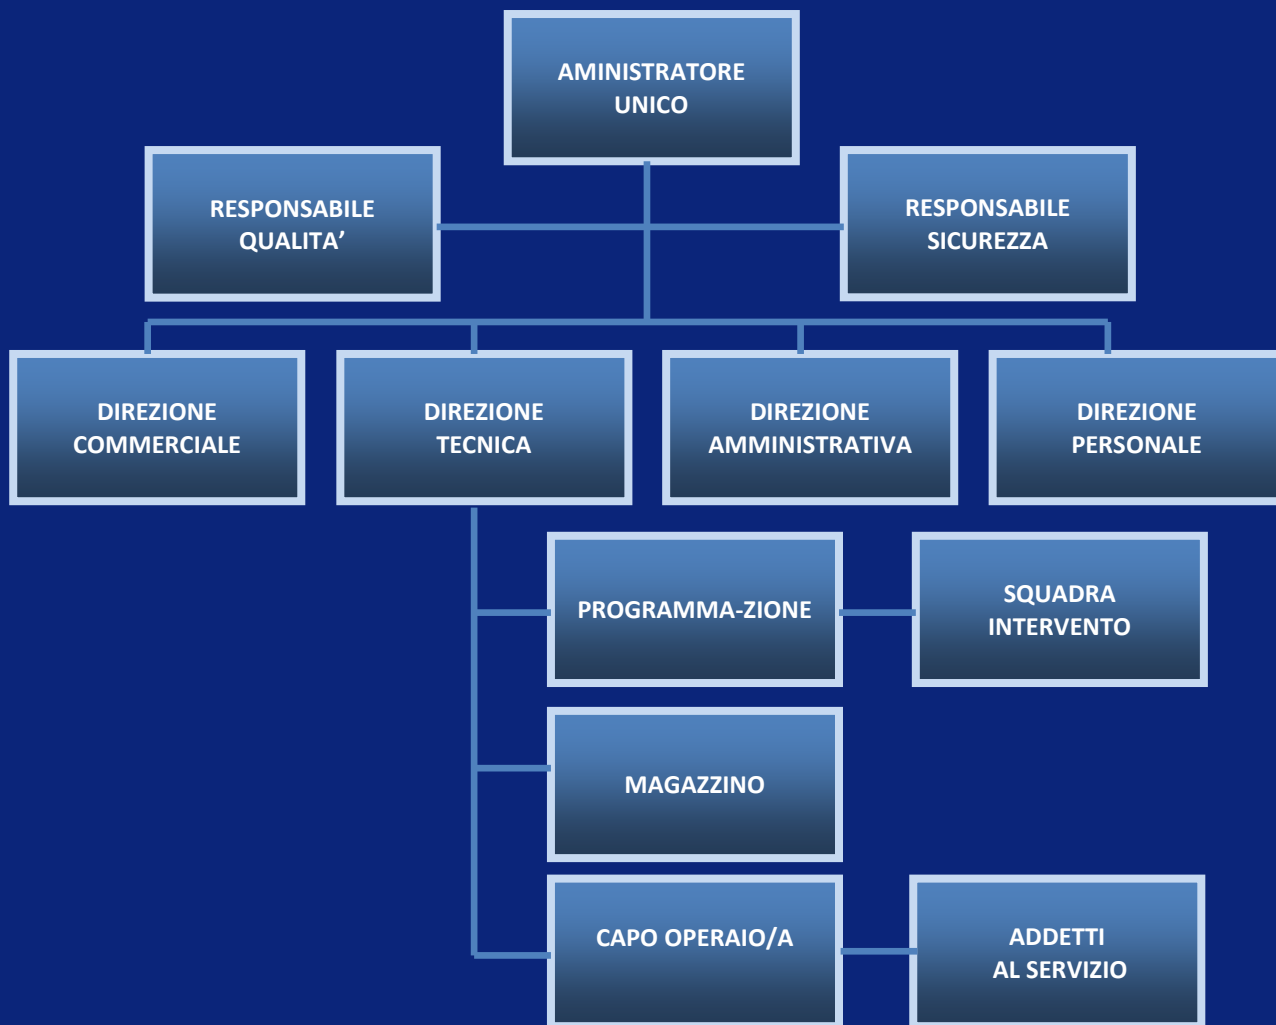 AMINISTRATORE
UNICO
RESPONSABILE
QUALITA’
RESPONSABILE
SICUREZZA
DIREZIONE
COMMERCIALE
DIREZIONE
TECNICA
DIREZIONE
AMMINISTRATIVA
DIREZIONE
PERSONALE
PROGRAMMA-ZIONE
SQUADRA
INTERVENTO
MAGAZZINO
CAPO OPERAIO/A
ADDETTI
AL SERVIZIO